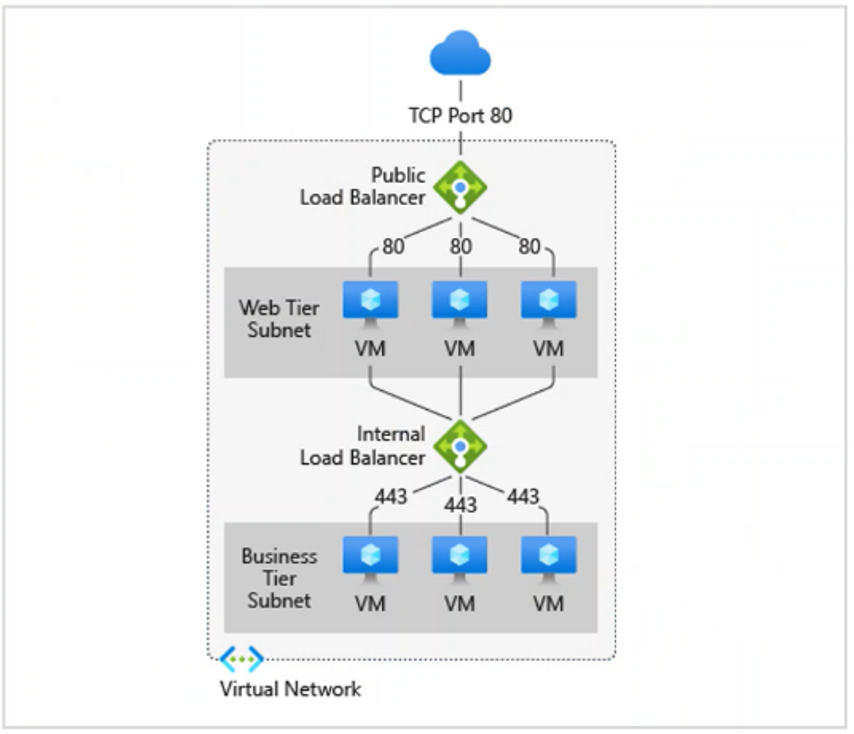 TCP Port 80
Public
Load Balancer
80
80
80
Web Tier
Subnet
VM
VM
VM
Internal
Load Balancer
443
443
443
Business
Tier
Subnet
VM
VM
VM
Virtual Network